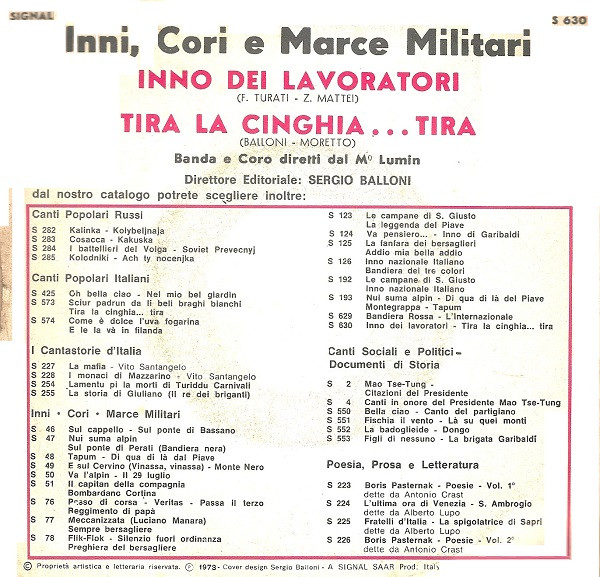 SIGNAL
S 630
Inni, Cori e Marce Militari
INNO DEI LAVORATORI
(F. TURATI - Z. MATTEI)
TIRA LA CINGHIA... TIRA
(BALLONI - MORETTO)
Banda e Coro diretti dal Mº Lumin
Direttore Editoriale: SERGIO BALLONI
dal nostro catalogo potrete scegliere inoltre:
Canti Popolari Russi
S 282 Kalinka - Kolybeljnaja
S 283 Cosacca - Kakuska
S 284 I battellieri del Volga - Soviet Prevecnyj
S 285 Kolodniki - Ach ty nocenjka
Canti Popolari Italiani
S 425 Oh bella ciao - Nel mio bel giardin
S 573 Sciur padrun da li beli braghi bianchi
Tira la cinghia... tira
S 574 Come è dolce l'uva fogarina
E le la và in filanda
I Cantastorie d'Italia
S 227 La mafia - Vito Santangelo
S 228 I monaci di Mazzarino - Vito Santangelo
S 254 Lamentu pi la morti di Turiddu Carnivali
S 255 La storia di Giuliano (Il re dei briganti)
Inni • Cori • Marce Militari
S 46 Sul cappello - Sul ponte di Bassano
S 47 Nui suma alpin
Sul ponte di Perati (Bandiera nera)
S 48 Tapum - Di qua di là dal Piave
S 49 E sul Cervino (Vinassa, vinassa) - Monte Nero
S 50 Va l'alpin - Il 29 luglio
S 51 Il capitan della compagnia
Bombardano Cortina
S 76 Passo di corsa - Veritas - Passa il terzo
Reggimento di papà
S 77 Meccanizzata (Luciano Manara)
Sempre bersagliere
S 78 Flik-Flok - Silenzio fuori ordinanza
Preghiera del bersagliere
S 123 Le campane di S. Giusto
La leggenda del Piave
S 124 Va pensiero... - Inno di Garibaldi
S 125 La fanfara dei bersaglieri
Addio mia bella addio
S 126 Inno nazionale Italiano
Bandiera dei tre colori
S 192 Le campane di S. Giusto
Inno nazionale Italiano
S 193 Nui suma alpin - Di qua di là del Piave
Montegrappa - Tapum
S 629 Bandiera Rossa - L'Internazionale
S 630 Inno dei lavoratori - Tira la cinghia... tira
Canti Sociali e Politici -
Documenti di Storia
S 2 Mao Tse-Tung -
Citazioni del Presidente
S 4 Canti in onore del Presidente Mao Tse-Tung
S 550 Bella ciao - Canto del partigiano
S 551 Fischia il vento - Là su quei monti
S 552 La badoglieide - Dongo
S 553 Figli di nessuno - La brigata Garibaldi
Poesia, Prosa e Letteratura
S 223 Boris Pasternak - Poesie - Vol. 1º
dette da Antonio Crast
S 224 L'ultima ora di Venezia - S. Ambrogio
dette da Alberto Lupo
S 225 Fratelli d'Italia - La spigolatrice di Sapri
dette da Alberto Lupo
S 226 Boris Pasternak - Poesie - Vol. 2º
dette da Antonio Crast
© Proprietà artistica e letteraria riservata. Ⓟ 1973 - Cover design Sergio Balloni - A SIGNAL SAAR Prod. Italy